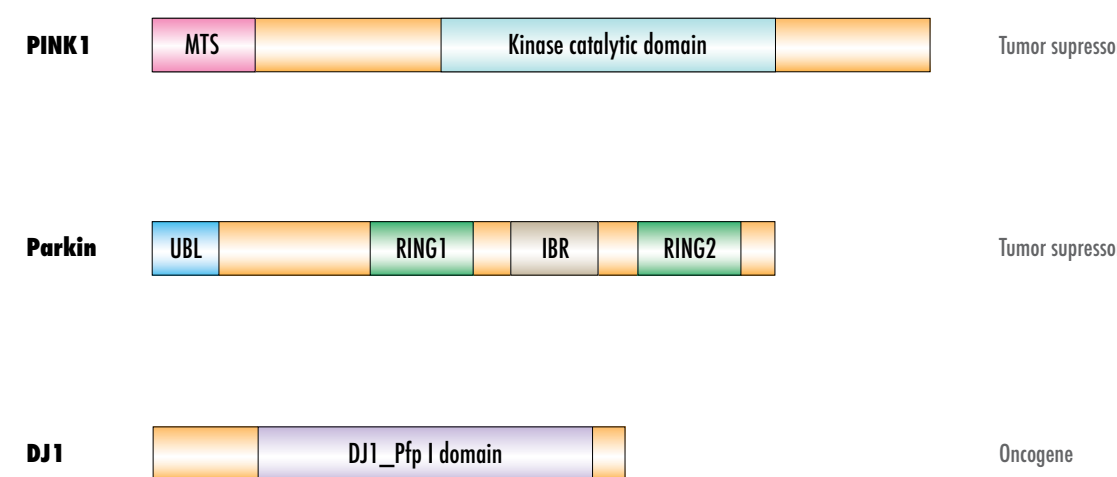 PINK1 MTS Kinase catalytic domain Tumor supresso
Parkin UBL RING1 IBR RING2 Tumor supresso
DJ1 DJ1_Pfp I domain Oncogene